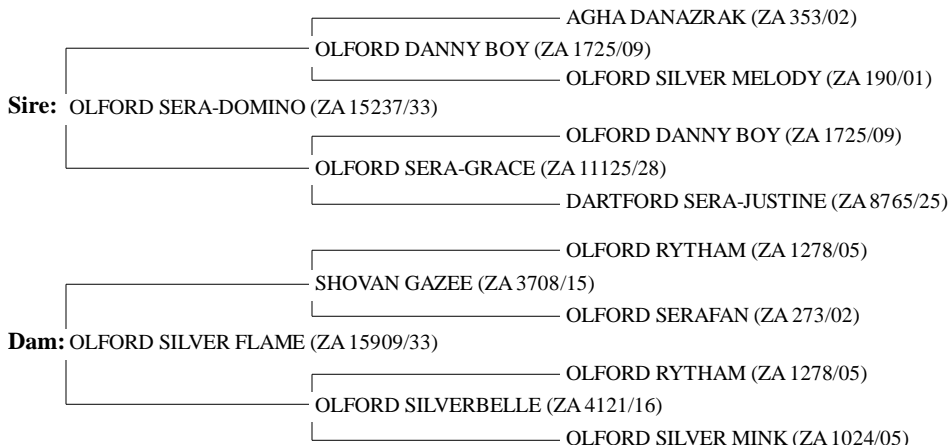 AGHA DANAZRAK (ZA 353/02)
OLFORD DANNY BOY (ZA 1725/09)
OLFORD SILVER MELODY (ZA 190/01)
Sire: OLFORD SERA-DOMINO (ZA 15237/33)
OLFORD DANNY BOY (ZA 1725/09)
OLFORD SERA-GRACE (ZA 11125/28)
DARTFORD SERA-JUSTINE (ZA 8765/25)
OLFORD RYTHAM (ZA 1278/05)
SHOVAN GAZEE (ZA 3708/15)
OLFORD SERAFAN (ZA 273/02)
Dam: OLFORD SILVER FLAME (ZA 15909/33)
OLFORD RYTHAM (ZA 1278/05)
OLFORD SILVERBELLE (ZA 4121/16)
OLFORD SILVER MINK (ZA 1024/05)